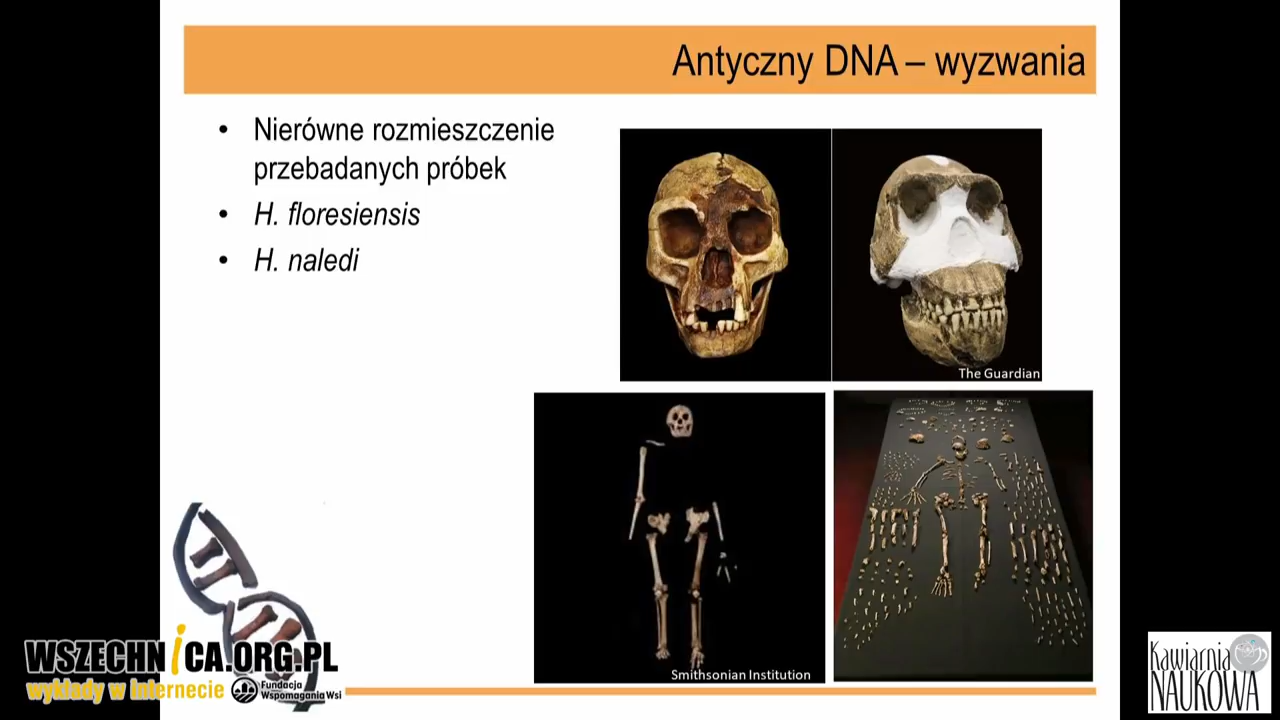 Antyczny DNA – wyzwania
• Nierówne rozmieszczenie
przebadanych próbek
• H. floresiensis
• H. naledi
The Guardian
Smithsonian Institution
WSZECHNiCA.ORG.PL
wykłady w internecie
Fundacja
Wspomagania Wsi
Kawiarnia
NAUKOWA